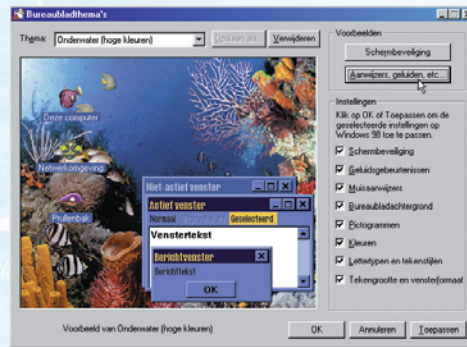 Bureaubladthema's
Thema: Onderwater (hoge kleuren) Opslaan als... Verwijderen
Deze computer
Netwerkomgeving
Prullenbak
Niet-actief venster
Actief venster
Normaal Uitgeschakeld Geselecteerd
Venstertekst
Berichtvenster
Berichttekst
OK
Voorbeeld van Onderwater (hoge kleuren)
Voorbeelden
Schermbeveiliging
Aanwijzers, geluiden, etc...
Instellingen
Klik op OK of Toepassen om de
geselecteerde instellingen op
Windows 98 toe te passen.
Schermbeveiliging
Geluidsgebeurtenissen
Muisaanwijzers
Bureaubladachtergrond
Pictogrammen
Kleuren
Lettertypen en tekenstijlen
Tekengrootte en vensterformaat
OK Annuleren Toepassen